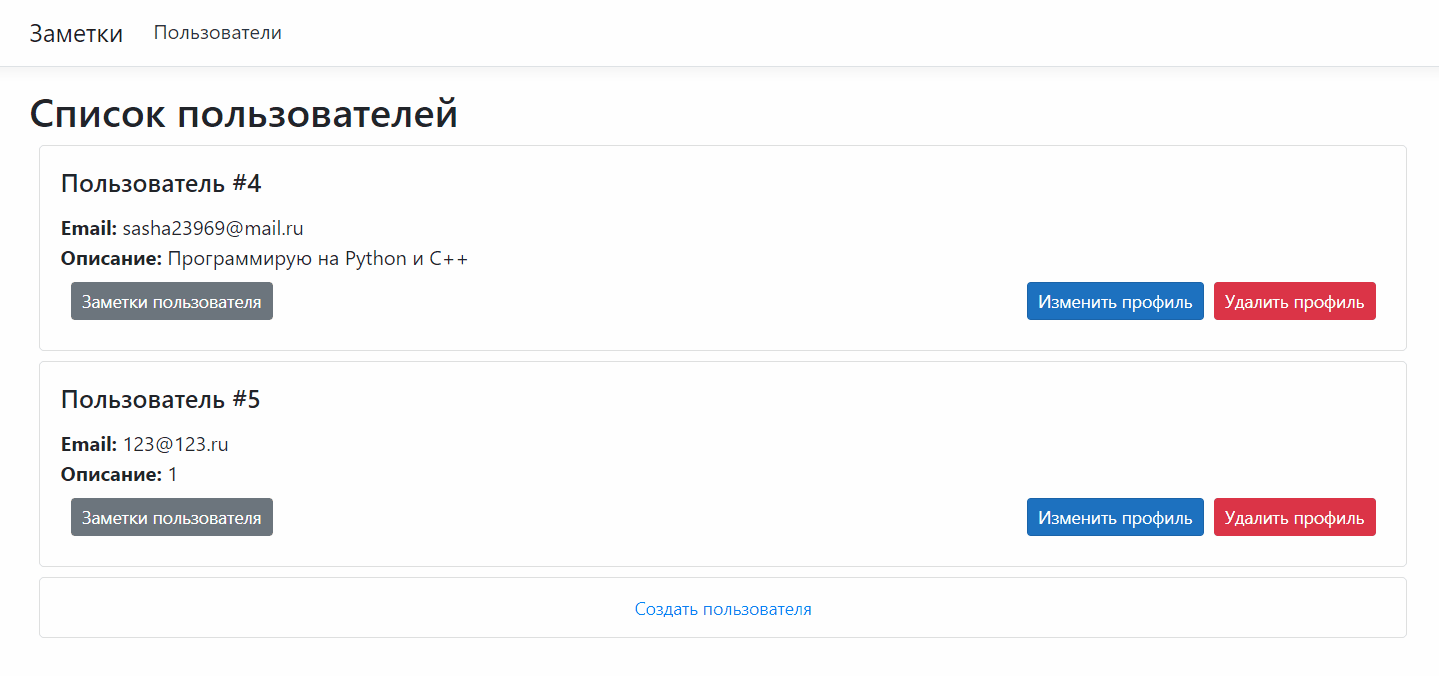 Заметки Пользователи
Список пользователей
Пользователь #4
Email: sasha23969@mail.ru
Описание: Программирую на Python и C++
Заметки пользователя Изменить профиль Удалить профиль
Пользователь #5
Email: 123@123.ru
Описание: 1
Заметки пользователя Изменить профиль Удалить профиль
Создать пользователя